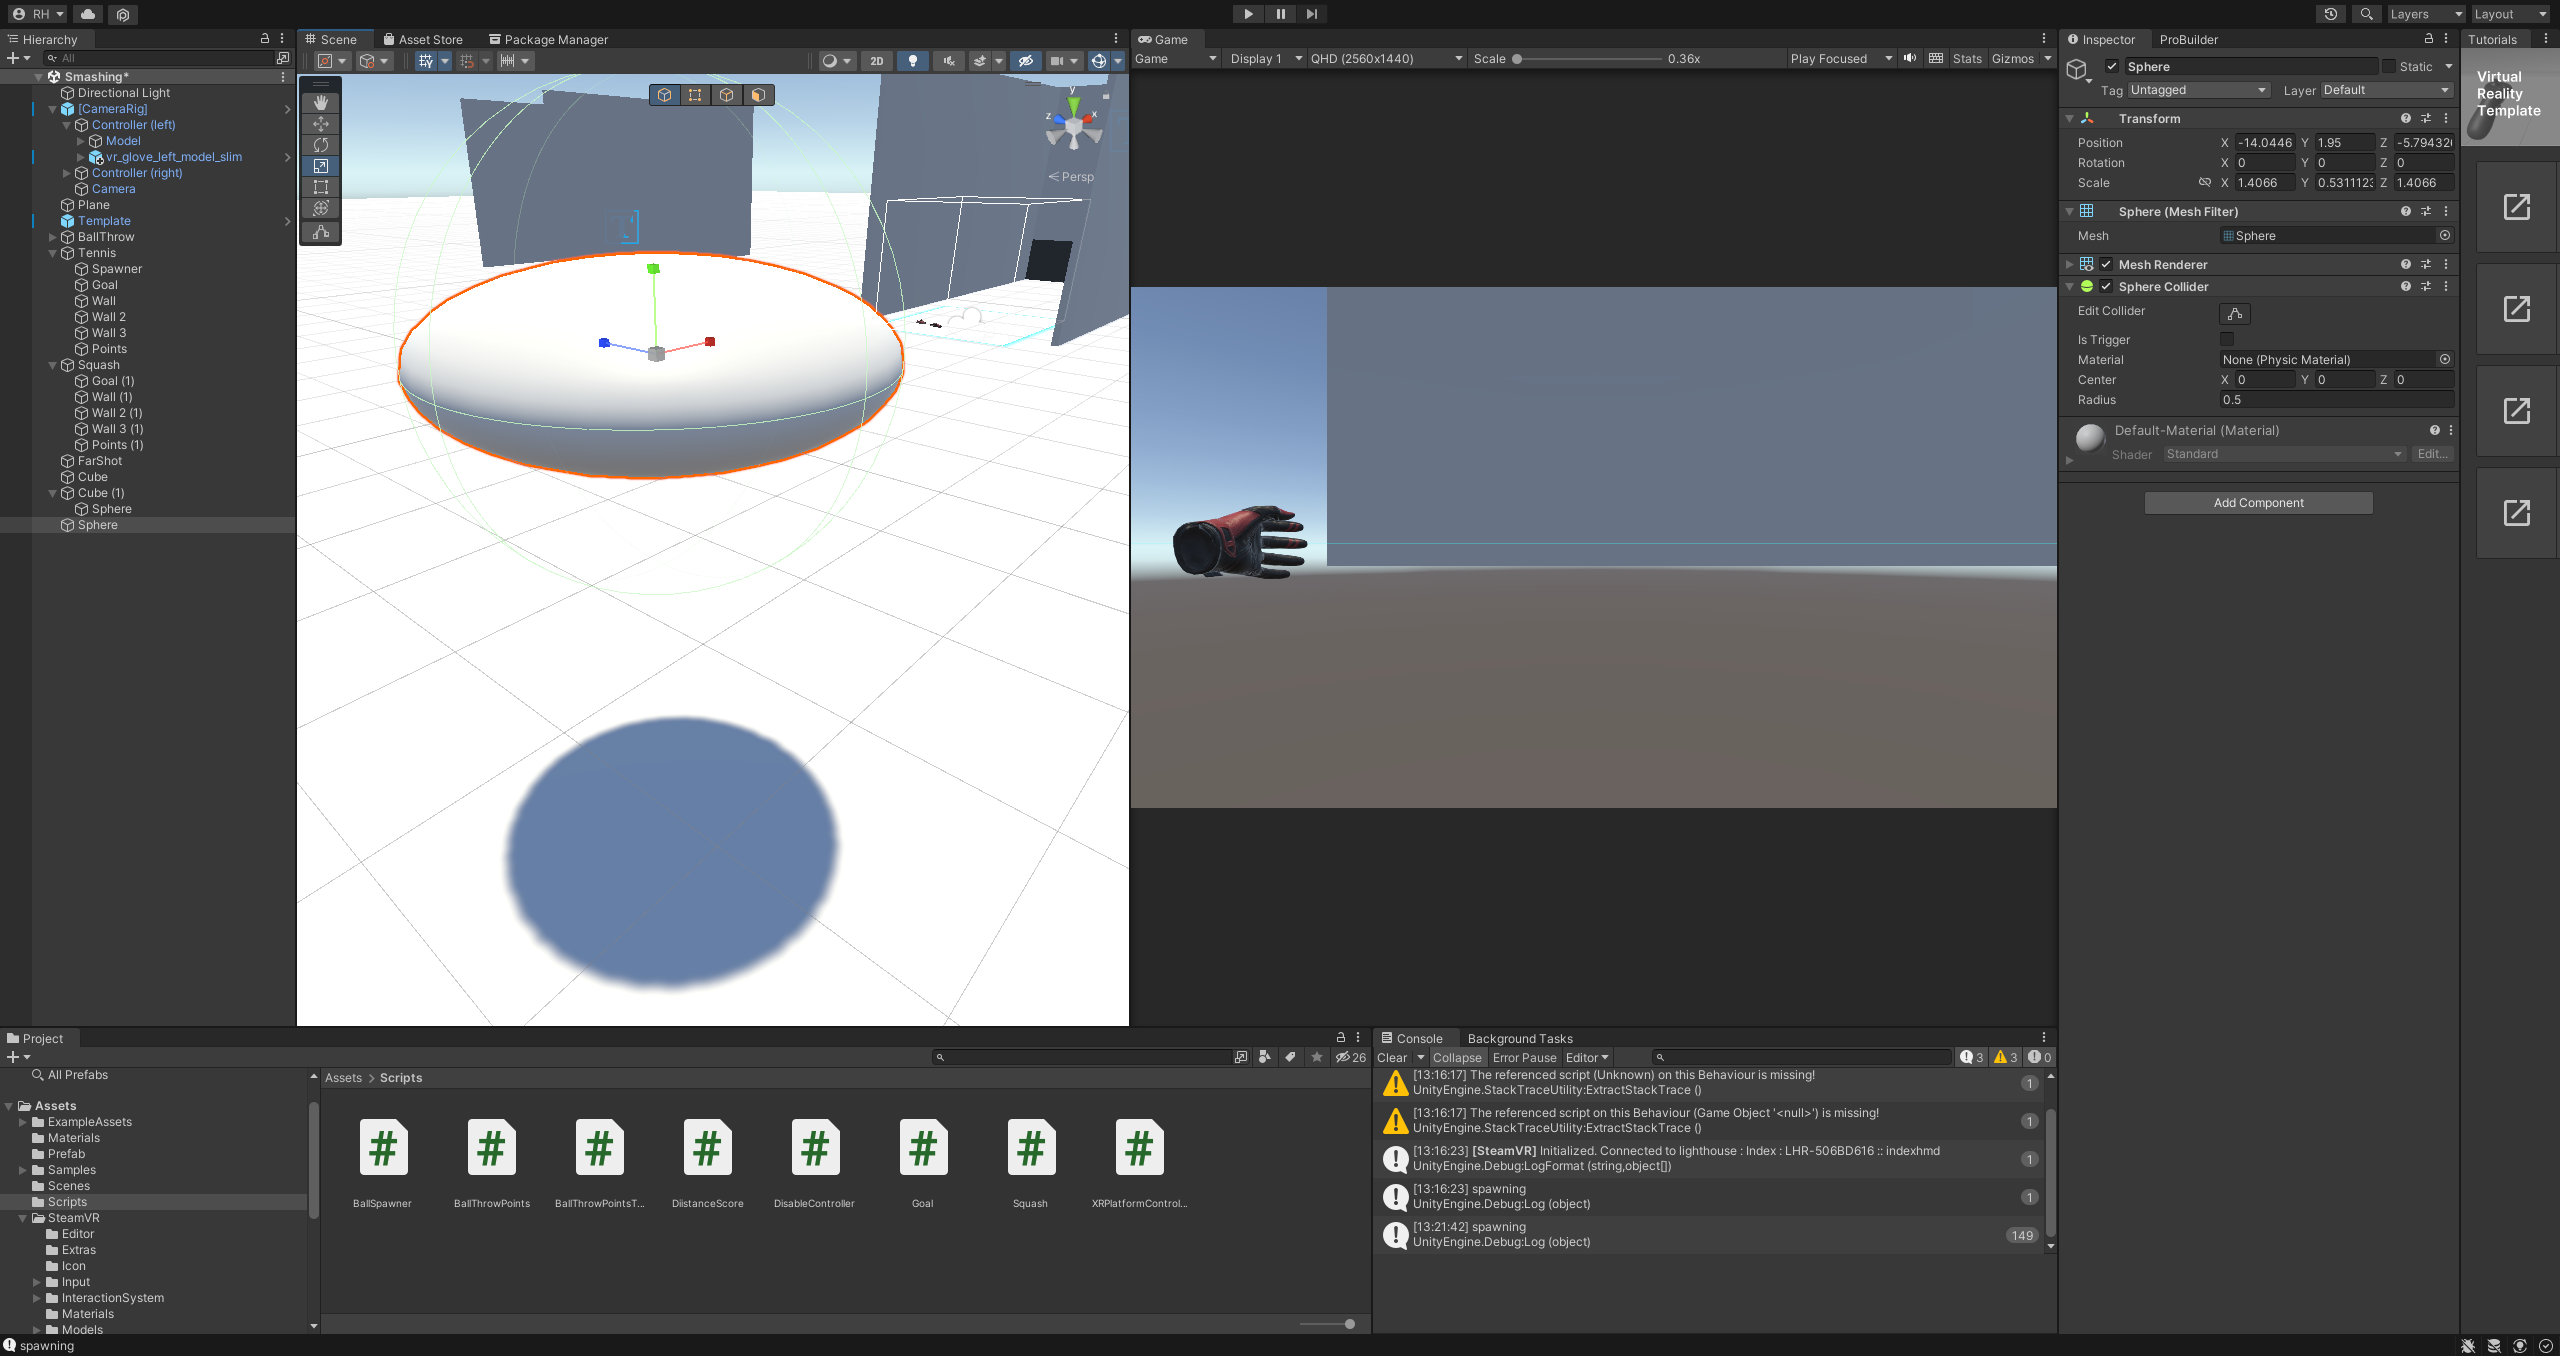 RH
Layers
Layout
Hierarchy
All
Smashing*
Directional Light
[CameraRig]
Controller (left)
Model
vr_glove_left_model_slim
Controller (right)
Camera
Plane
Template
BallThrow
Tennis
Spawner
Goal
Wall
Wall 2
Wall 3
Points
Squash
Goal (1)
Wall (1)
Wall 2 (1)
Wall 3 (1)
Points (1)
FarShot
Cube
Cube (1)
Sphere
Sphere
Scene
Asset Store
Package Manager
2D
y
x
z
Persp
Game
Game
Display 1
QHD (2560x1440)
Scale
0.36x
Play Focused
Stats
Gizmos
Inspector
ProBuilder
Sphere
Static
Tag Untagged
Layer Default
Transform
Position X -14.0446 Y 1.95 Z -5.79432
Rotation X 0 Y 0 Z 0
Scale X 1.4066 Y 0.5311123 Z 1.4066
Sphere (Mesh Filter)
Mesh Sphere
Mesh Renderer
Sphere Collider
Edit Collider
Is Trigger
Material None (Physic Material)
Center X 0 Y 0 Z 0
Radius 0.5
Default-Material (Material)
Shader Standard Edit...
Add Component
Tutorials
Virtual
Reality
Template
Project
26
All Prefabs
Assets
ExampleAssets
Materials
Prefab
Samples
Scenes
Scripts
SteamVR
Editor
Extras
Icon
Input
InteractionSystem
Materials
Models
Assets > Scripts
BallSpawner
BallThrowPoints
BallThrowPointsT...
DiistanceScore
DisableController
Goal
Squash
XRPlatformControl...
Console
Background Tasks
Clear
Collapse
Error Pause
Editor
3
3
0
[13:16:17] The referenced script (Unknown) on this Behaviour is missing!
UnityEngine.StackTraceUtility:ExtractStackTrace ()
1
[13:16:17] The referenced script on this Behaviour (Game Object '<null>') is missing!
UnityEngine.StackTraceUtility:ExtractStackTrace ()
1
[13:16:23] [SteamVR] Initialized. Connected to lighthouse : Index : LHR-506BD616 :: indexhmd
UnityEngine.Debug:LogFormat (string,object[])
1
[13:16:23] spawning
UnityEngine.Debug:Log (object)
1
[13:21:42] spawning
UnityEngine.Debug:Log (object)
149
spawning